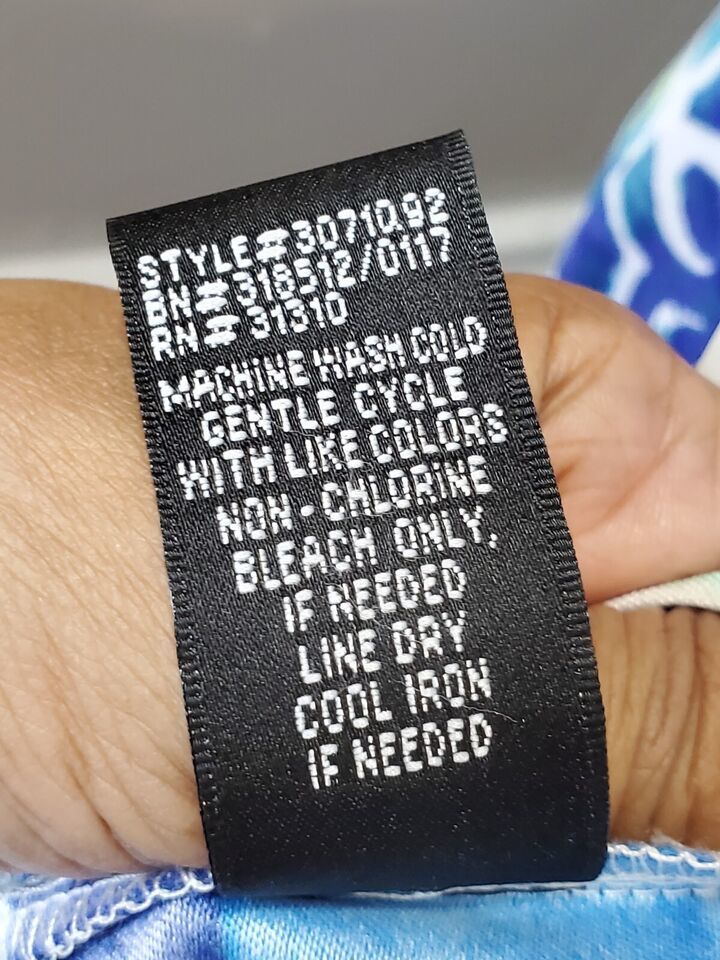 STYLE#3071092
BN#318512/0117
RN# 31310
MACHINE WASH COLD
GENTLE CYCLE
WITH LIKE COLORS
NON-CHLORINE
BLEACH ONLY,
IF NEEDED
LINE DRY
COOL IRON
IF NEEDED